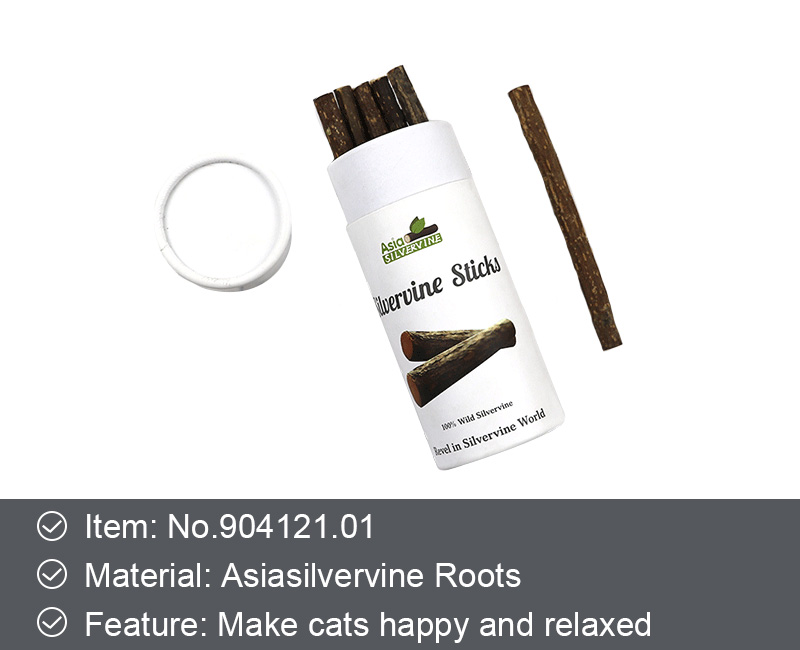 Asia
SILVERVINE
Silvervine Sticks
100% Wild Silvervine
Revel in Silvervine World
Item: No.904121.01
Material: Asiasilvervine Roots
Feature: Make cats happy and relaxed